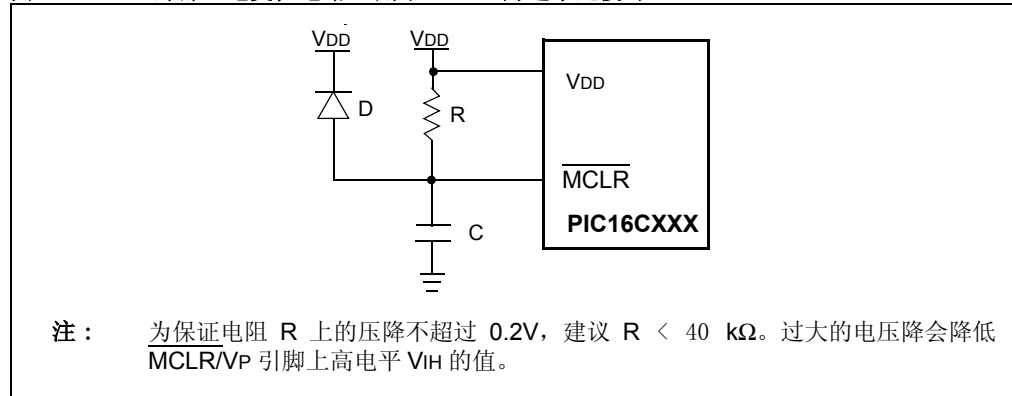 VDD VDD
VDD
D
R
MCLR
PIC16CXXX
C
注： 为保证电阻 R 上的压降不超过 0.2V，建议 R < 40 kΩ。过大的电压降会降低
MCLR/VP 引脚上高电平 VIH 的值。